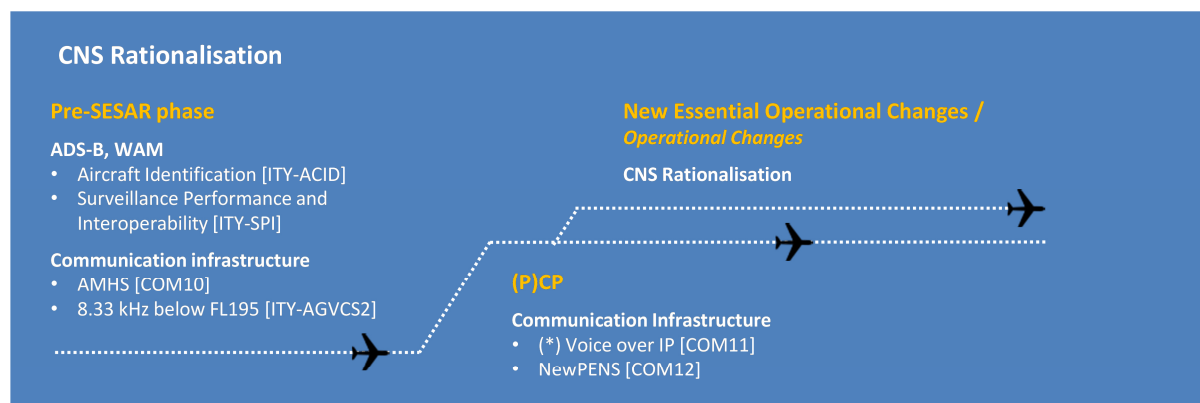 CNS Rationalisation
Pre-SESAR phase
ADS-B, WAM
• Aircraft Identification [ITY-ACID]
• Surveillance Performance and
Interoperability [ITY-SPI]
Communication infrastructure
• AMHS [COM10]
• 8.33 kHz below FL195 [ITY-AGVCS2]
New Essential Operational Changes /
Operational Changes
CNS Rationalisation
(P)CP
Communication Infrastructure
• (*) Voice over IP [COM11]
• NewPENS [COM12]